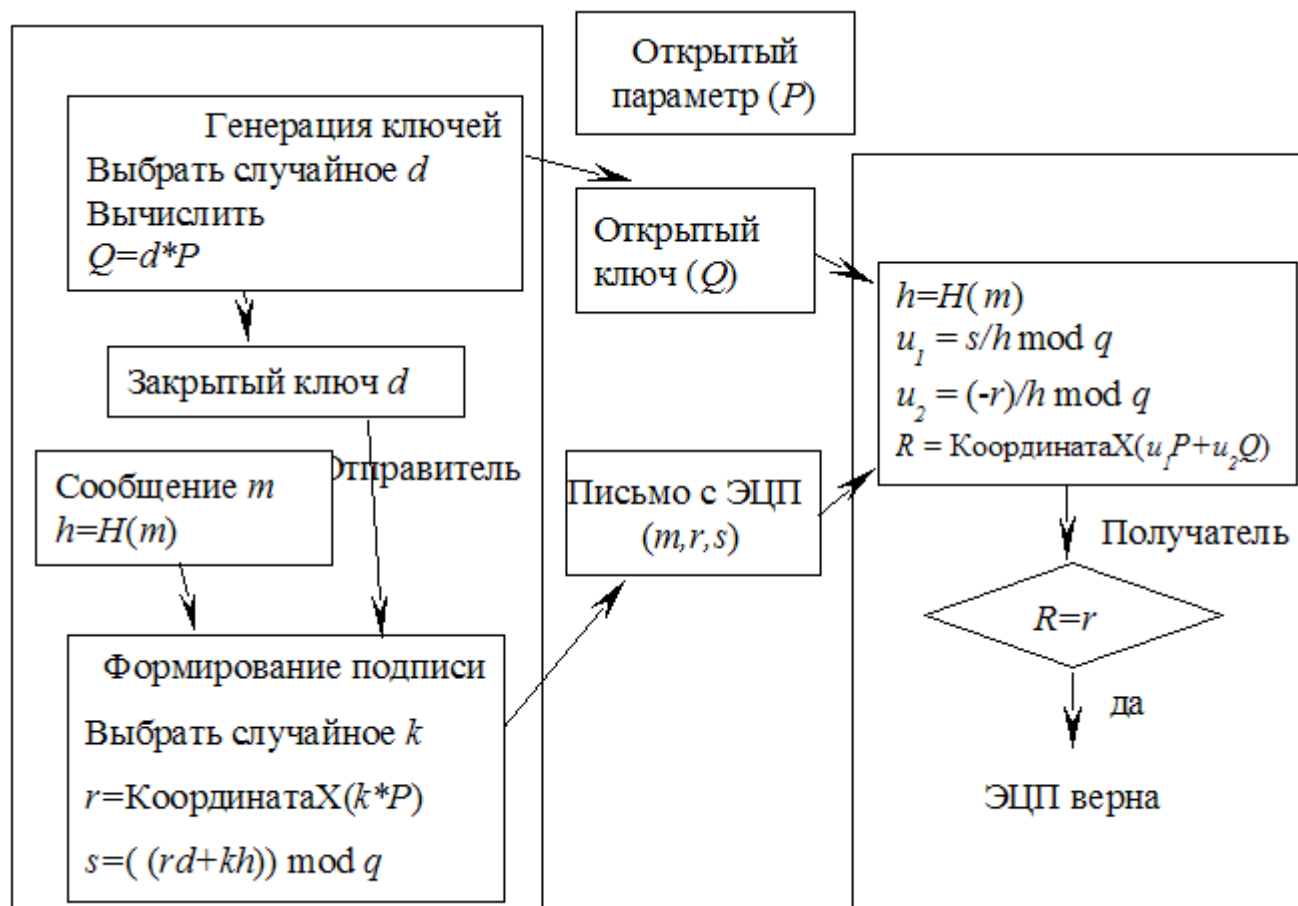 Открытый
параметр (P)
Генерация ключей
Выбрать случайное d
Вычислить
Q=d*P
Открытый
ключ (Q)
Закрытый ключ d
Отправитель
Сообщение m
h=H(m)
Формирование подписи
Выбрать случайное k
r=КоординатаX(k*P)
s=( (rd+kh)) mod q
Письмо с ЭЦП
(m,r,s)
h=H(m)
u₁ = s/h mod q
u₂ = (-r)/h mod q
R = КоординатаX(u₁P+u₂Q)
Получатель
R=r
да
ЭЦП верна